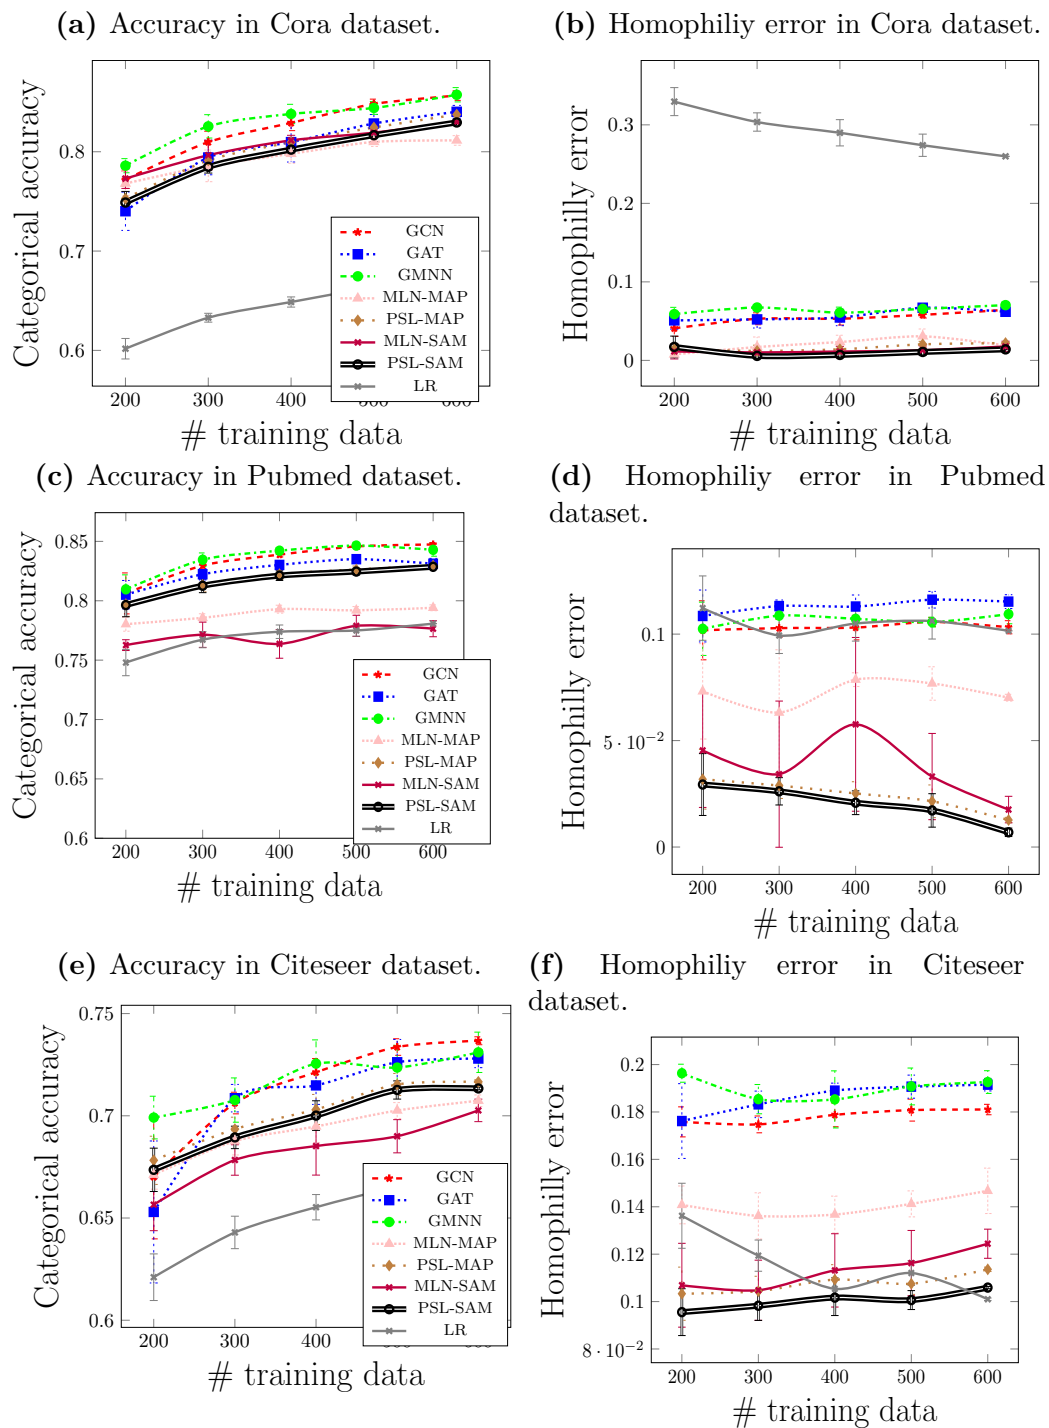 (a) Accuracy in Cora dataset.
Categorical accuracy
0.8
0.7
0.6
200 300 400 500 600
# training data
GCN
GAT
GMNN
MLN-MAP
PSL-MAP
MLN-SAM
PSL-SAM
LR
(b) Homophiliy error in Cora dataset.
Homophilly error
0.3
0.2
0.1
0
200 300 400 500 600
# training data
(c) Accuracy in Pubmed dataset.
Categorical accuracy
0.85
0.8
0.75
0.7
0.65
0.6
200 300 400 500 600
# training data
GCN
GAT
GMNN
MLN-MAP
PSL-MAP
MLN-SAM
PSL-SAM
LR
(d) Homophiliy error in Pubmed
dataset.
Homophilly error
0.1
5 · 10⁻²
0
200 300 400 500 600
# training data
(e) Accuracy in Citeseer dataset.
Categorical accuracy
0.75
0.7
0.65
0.6
200 300 400
# training data
GCN
GAT
GMNN
MLN-MAP
PSL-MAP
MLN-SAM
PSL-SAM
LR
(f) Homophiliy error in Citeseer
dataset.
Homophilly error
0.2
0.18
0.16
0.14
0.12
0.1
8 · 10⁻²
200 300 400 500 600
# training data